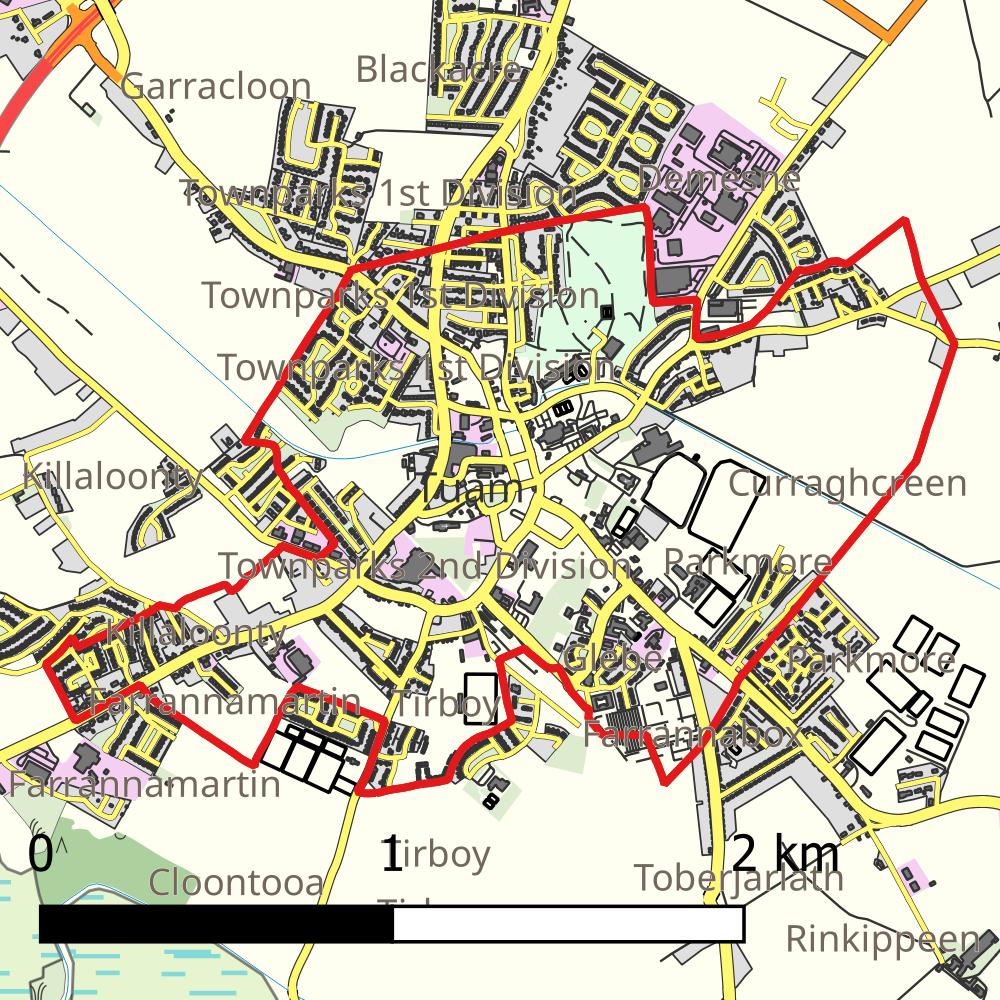 Blackacre
Garracloon
Demesne
Townparks 1st Division
Townparks 1st Division
Townparks 1st Division
Killaloonty
Curraghcreen
Tuam
Townparks 2nd Division
Parkmore
Killaloonty
Glebe
Parkmore
Farrannamartin
Tirboy
Farrannabox
Farrannamartin
0 1 2 km
Tirboy
Cloontooa
Toberjarlath
Rinkippeen